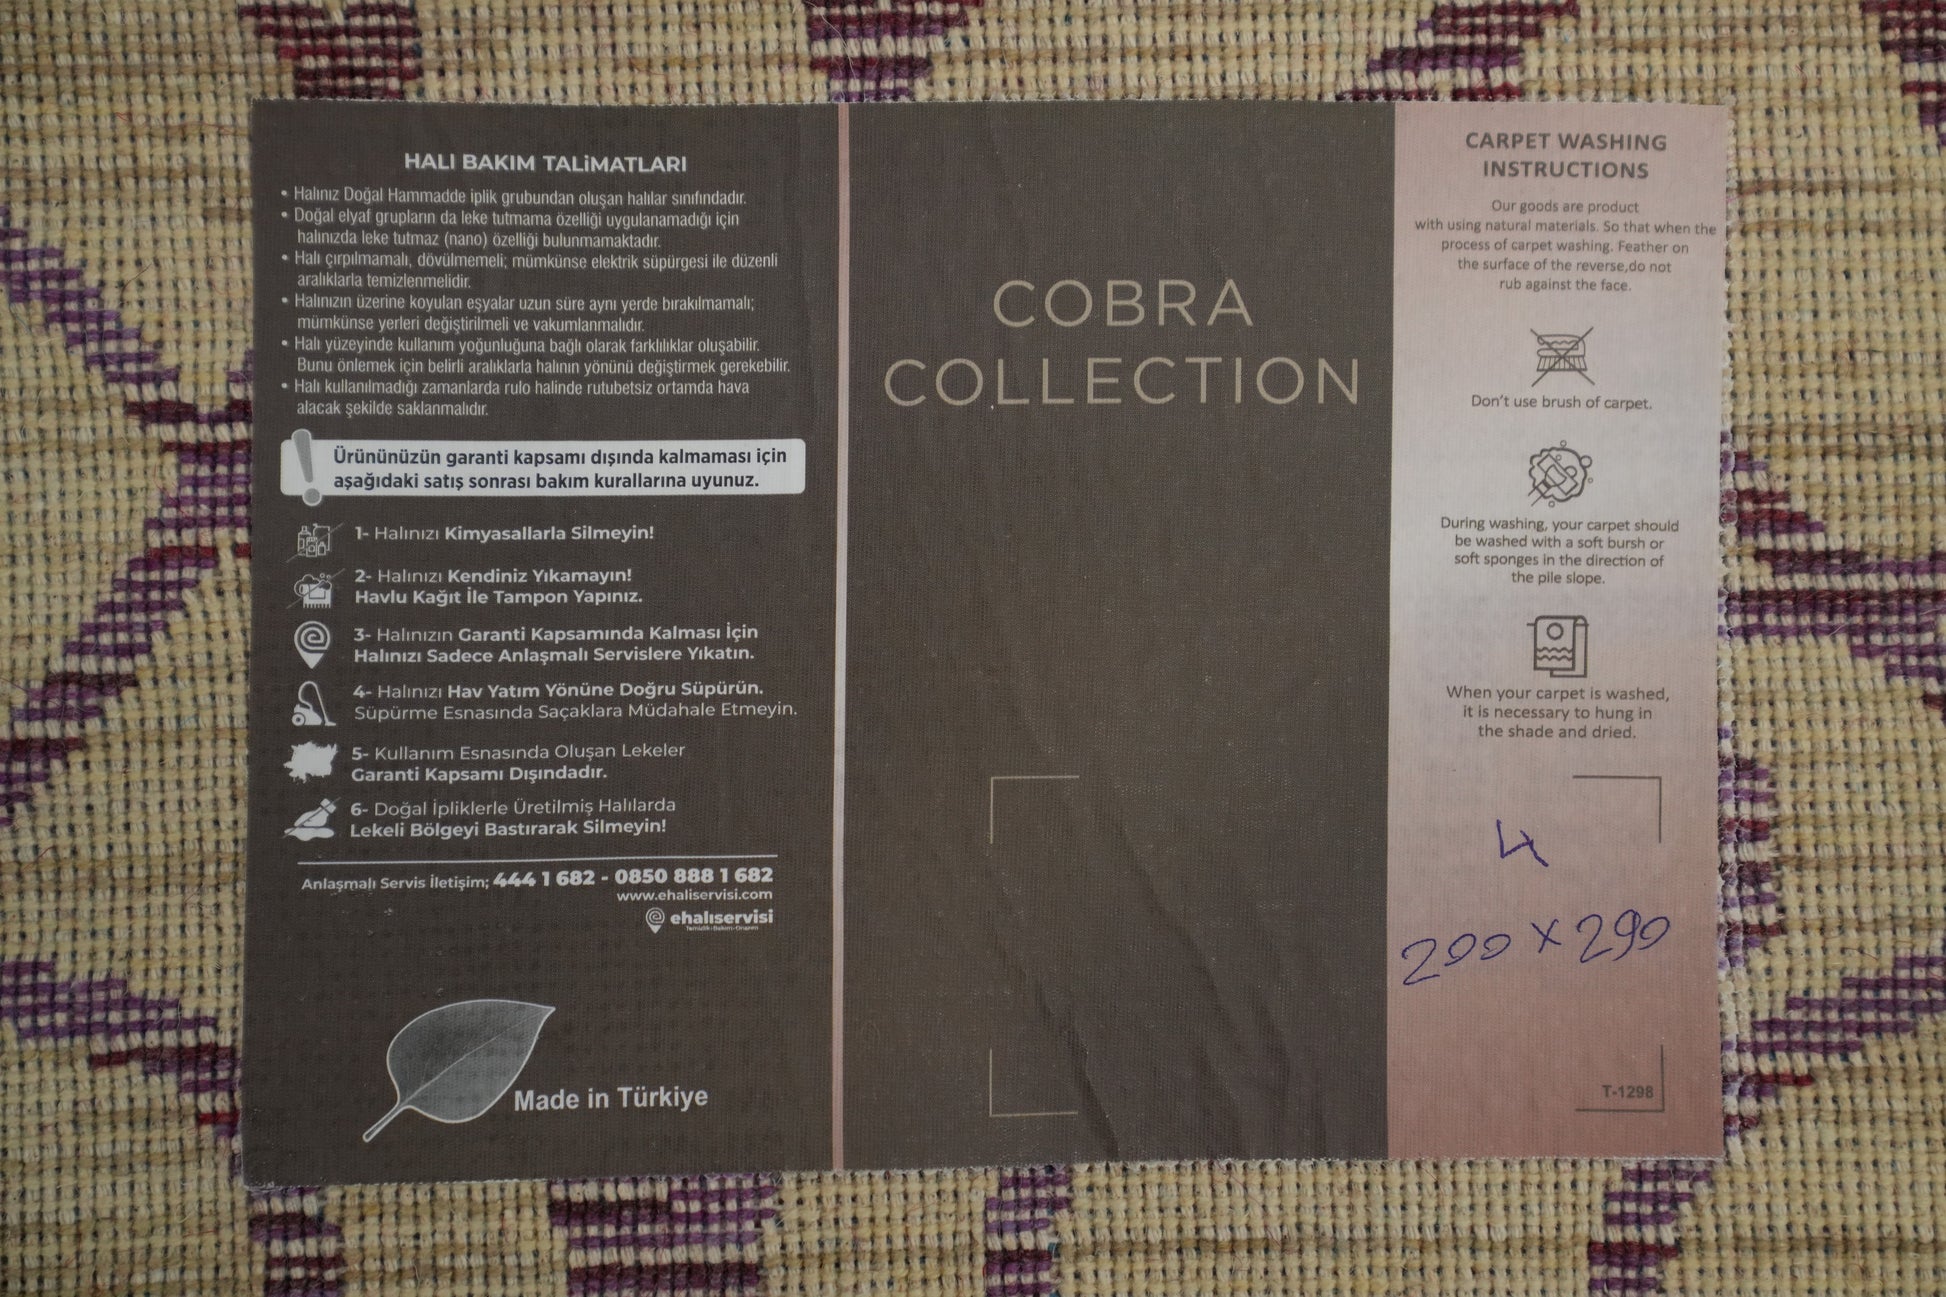 HALI BAKIM TALİMATLARI
• Halınız Doğal Hammadde iplik grubundan oluşan halılar sınıfındadır.
• Doğal elyaf grupların da leke tutmama özelliği uygulanamadığı için
halınızda leke tutmaz (nano) özelliği bulunmamaktadır.
• Halı çırpılmamalı, dövülmemeli; mümkünse elektrik süpürgesi ile düzenli
aralıklarla temizlenmelidir.
• Halınızın üzerine koyulan eşyalar uzun süre aynı yerde bırakılmamalı;
mümkünse yerleri değiştirilmeli ve vakumlanmalıdır.
• Halı yüzeyinde kullanım yoğunluğuna bağlı olarak farklılıklar oluşabilir.
Bunu önlemek için belirli aralıklarla halının yönünü değiştirmek gerekebilir.
• Halı kullanılmadığı zamanlarda rulo halinde rutubetsiz ortamda hava
alacak şekilde saklanmalıdır.
Ürününüzün garanti kapsamı dışında kalmaması için
aşağıdaki satış sonrası bakım kurallarına uyunuz.
1- Halınızı Kimyasallarla Silmeyin!
2- Halınızı Kendiniz Yıkamayın!
Havlu Kağıt İle Tampon Yapınız.
3- Halınızın Garanti Kapsamında Kalması İçin
Halınızı Sadece Anlaşmalı Servislere Yıkatın.
4- Halınızı Hav Yatım Yönüne Doğru Süpürün.
Süpürme Esnasında Saçaklara Müdahale Etmeyin.
5- Kullanım Esnasında Oluşan Lekeler
Garanti Kapsamı Dışındadır.
6- Doğal İpliklerle Üretilmiş Halılarda
Lekeli Bölgeyi Bastırarak Silmeyin!
Anlaşmalı Servis İletişim; 444 1 682 - 0850 888 1 682
www.ehaliservisi.com
ehalıservisi
Temizlik-Bakım-Onarım
Made in Türkiye
COBRA
COLLECTION
CARPET WASHING
INSTRUCTIONS
Our goods are product
with using natural materials. So that when the
process of carpet washing. Feather on
the surface of the reverse,do not
rub against the face.
Don't use brush of carpet.
During washing, your carpet should
be washed with a soft bursh or
soft sponges in the direction of
the pile slope.
When your carpet is washed,
it is necessary to hung in
the shade and dried.
4
200 x 290
T-1298